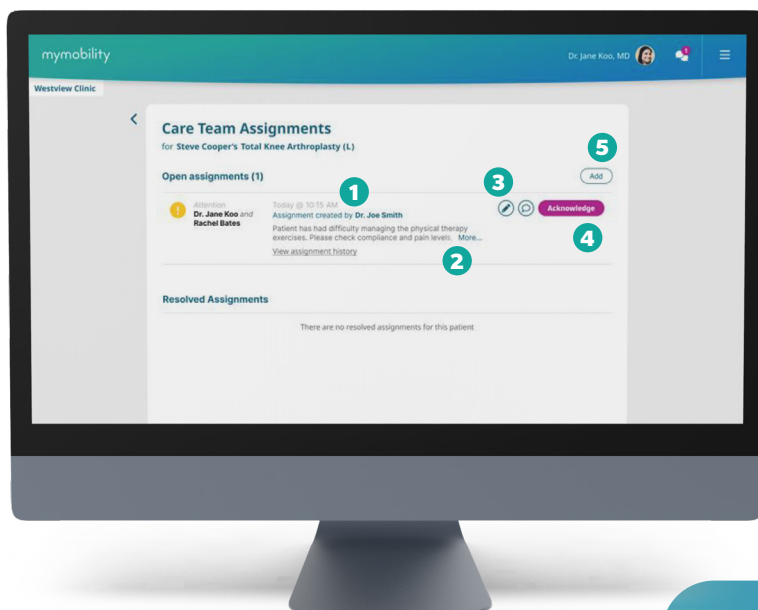 mymobility
Dr. Jane Koo, MD
1
Westview Clinic
Care Team Assignments
for Steve Cooper's Total Knee Arthroplasty (L)
5
Open assignments (1)
Add
3
1
Attention
Dr. Jane Koo and
Rachel Bates
Today @ 10:15 AM
Assignment created by Dr. Joe Smith
Patient has had difficulty managing the physical therapy
exercises. Please check compliance and pain levels. More...
View assignment history
Acknowledge
4
2
Resolved Assignments
There are no resolved assignments for this patient